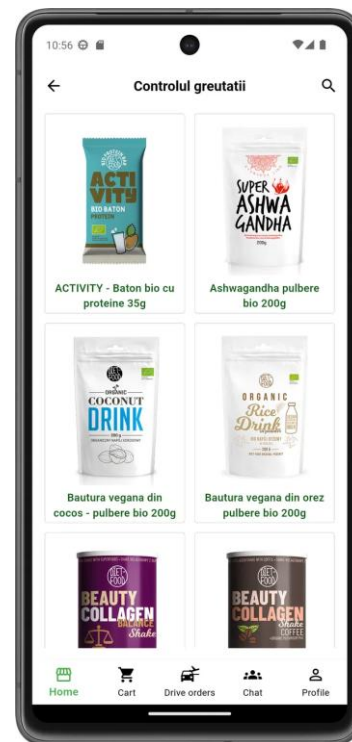 10:56
Controlul greutatii
ACTIVITY
BIO BATON
PROTEIN
SUPER
ASHWA
GANDHA
200g
ACTIVITY - Baton bio cu
proteine 35g
Ashwagandha pulbere
bio 200g
ORGANIC
COCONUT
DRINK
200 g
ORGANIC
Rice
Drink
Bautura vegana din
cocos - pulbere bio 200g
Bautura vegana din orez
pulbere bio 200g
DIET-
FOOD
BEAUTY
COLLAGEN
BALANCE
Shake
DIET-
FOOD
BEAUTY
COLLAGEN
Shake
COFFEE
Home
Cart
Drive orders
Chat
Profile